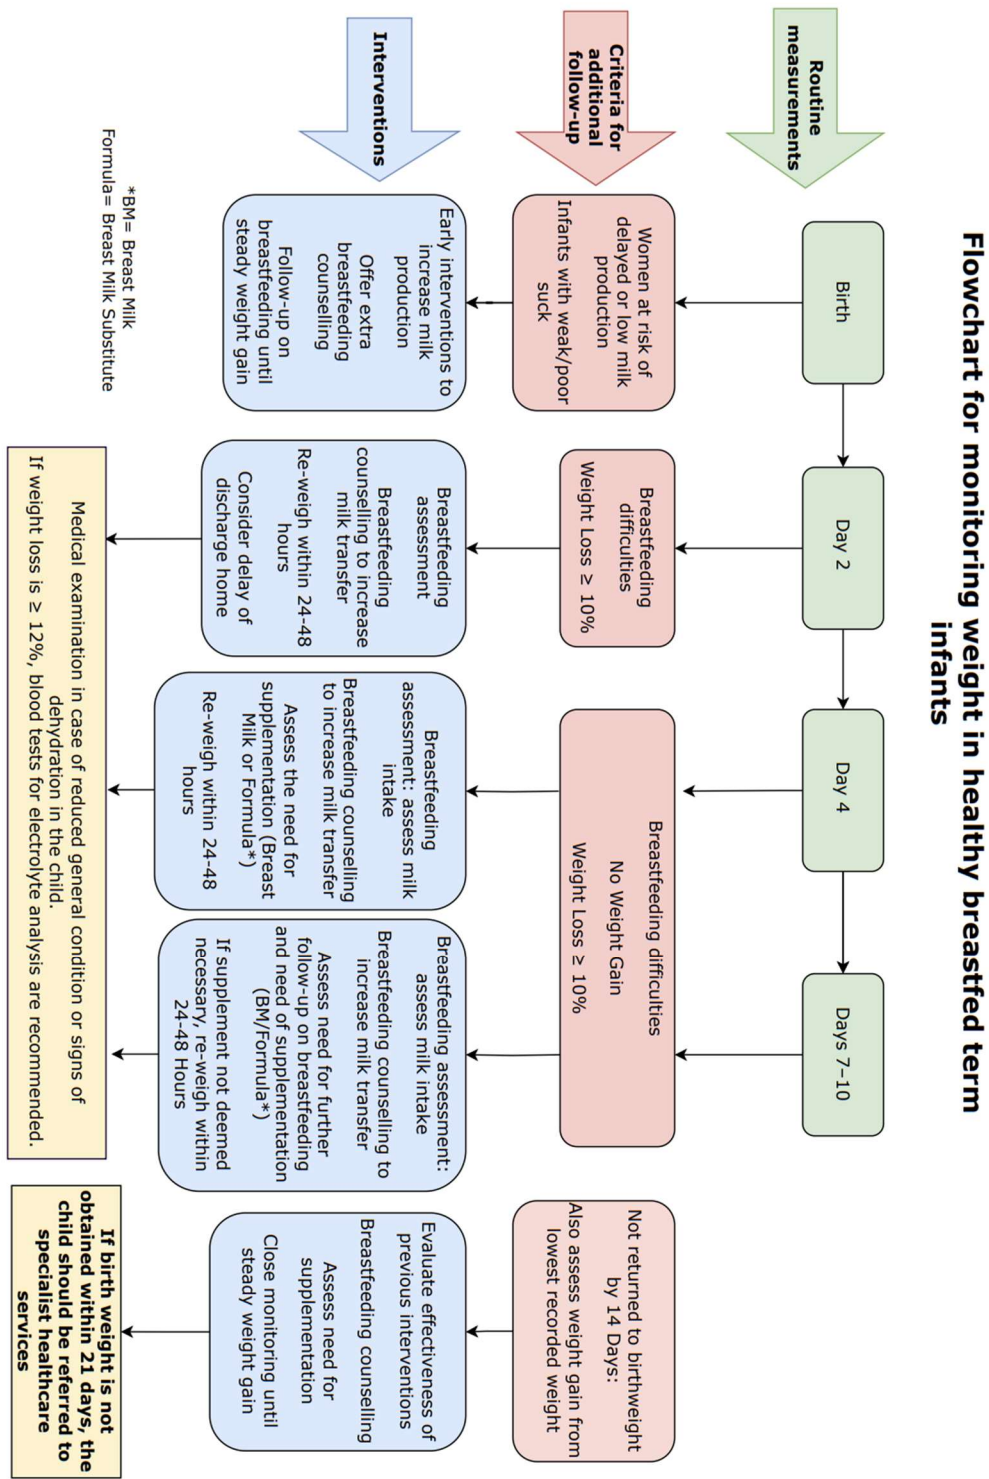 Flowchart for monitoring weight in healthy breastfed term
infants
Routine
measurements
Birth
Day 2
Day 4
Days 7–10
Criteria for
additional
follow-up
Women at risk of
delayed or low milk
production
Infants with weak/poor
suck
Breastfeeding
difficulties
Weight Loss ≥ 10%
Breastfeeding difficulties
No Weight Gain
Weight Loss ≥ 10%
Not returned to birthweight
by 14 Days:
Also assess weight gain from
lowest recorded weight
Interventions
Early interventions to
increase milk
production
Offer extra
breastfeeding
counselling
Follow-up on
breastfeeding until
steady weight gain
Breastfeeding
assessment
Breastfeeding
counselling to increase
milk transfer
Re-weigh within 24-48
hours
Consider delay of
discharge home
Breastfeeding
assessment: assess milk
intake
Breastfeeding counselling
to increase milk transfer
Assess the need for
supplementation (Breast
Milk or Formula*)
Re-weigh within 24-48
hours
Breastfeeding assessment:
assess milk intake
Breastfeeding counselling to
increase milk transfer
Assess need for further
follow-up on breastfeeding
and need of supplementation
(BM/Formula*)
If supplement not deemed
necessary, re-weigh within
24-48 Hours
Evaluate effectiveness of
previous interventions
Breastfeeding counselling
Assess need for
supplementation
Close monitoring until
steady weight gain
*BM= Breast Milk
Formula= Breast Milk Substitute
Medical examination in case of reduced general condition or signs of
dehydration in the child.
If weight loss is ≥ 12%, blood tests for electrolyte analysis are recommended.
If birth weight is not
obtained within 21 days, the
child should be referred to
specialist healthcare
services